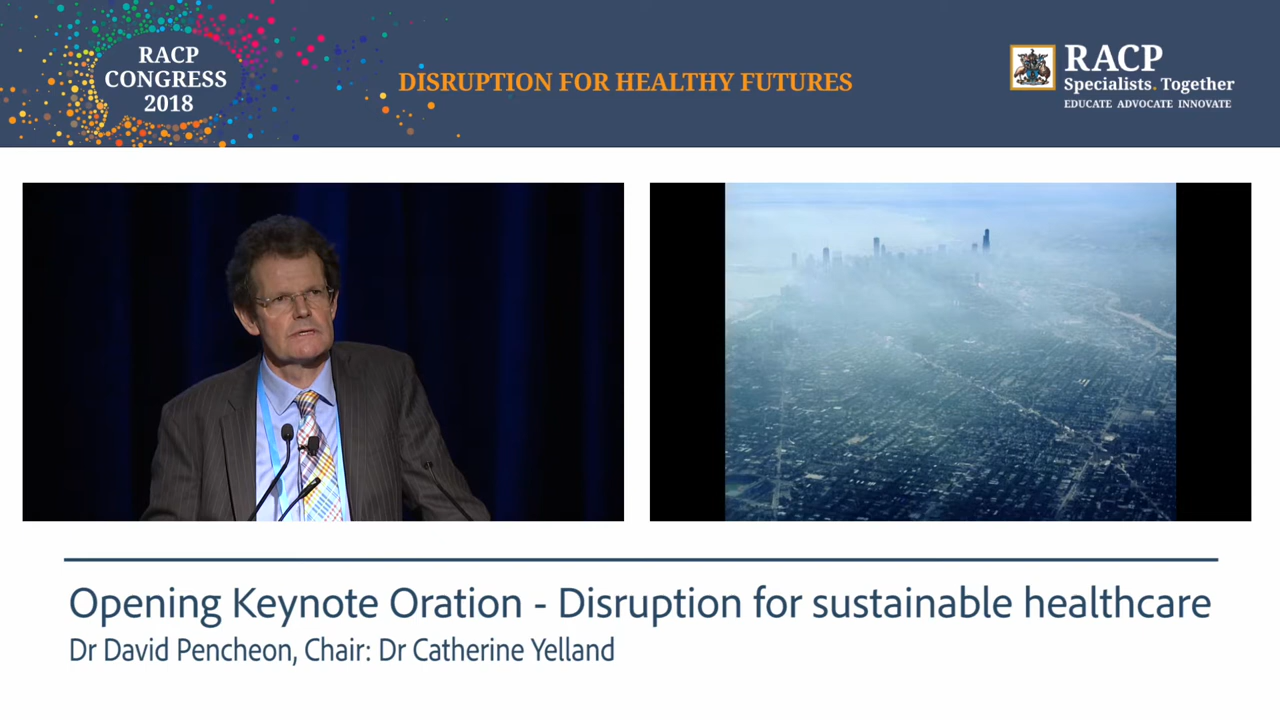 RACP
CONGRESS
2018
DISRUPTION FOR HEALTHY FUTURES
RACP
Specialists. Together
EDUCATE ADVOCATE INNOVATE
Opening Keynote Oration - Disruption for sustainable healthcare
Dr David Pencheon, Chair: Dr Catherine Yelland